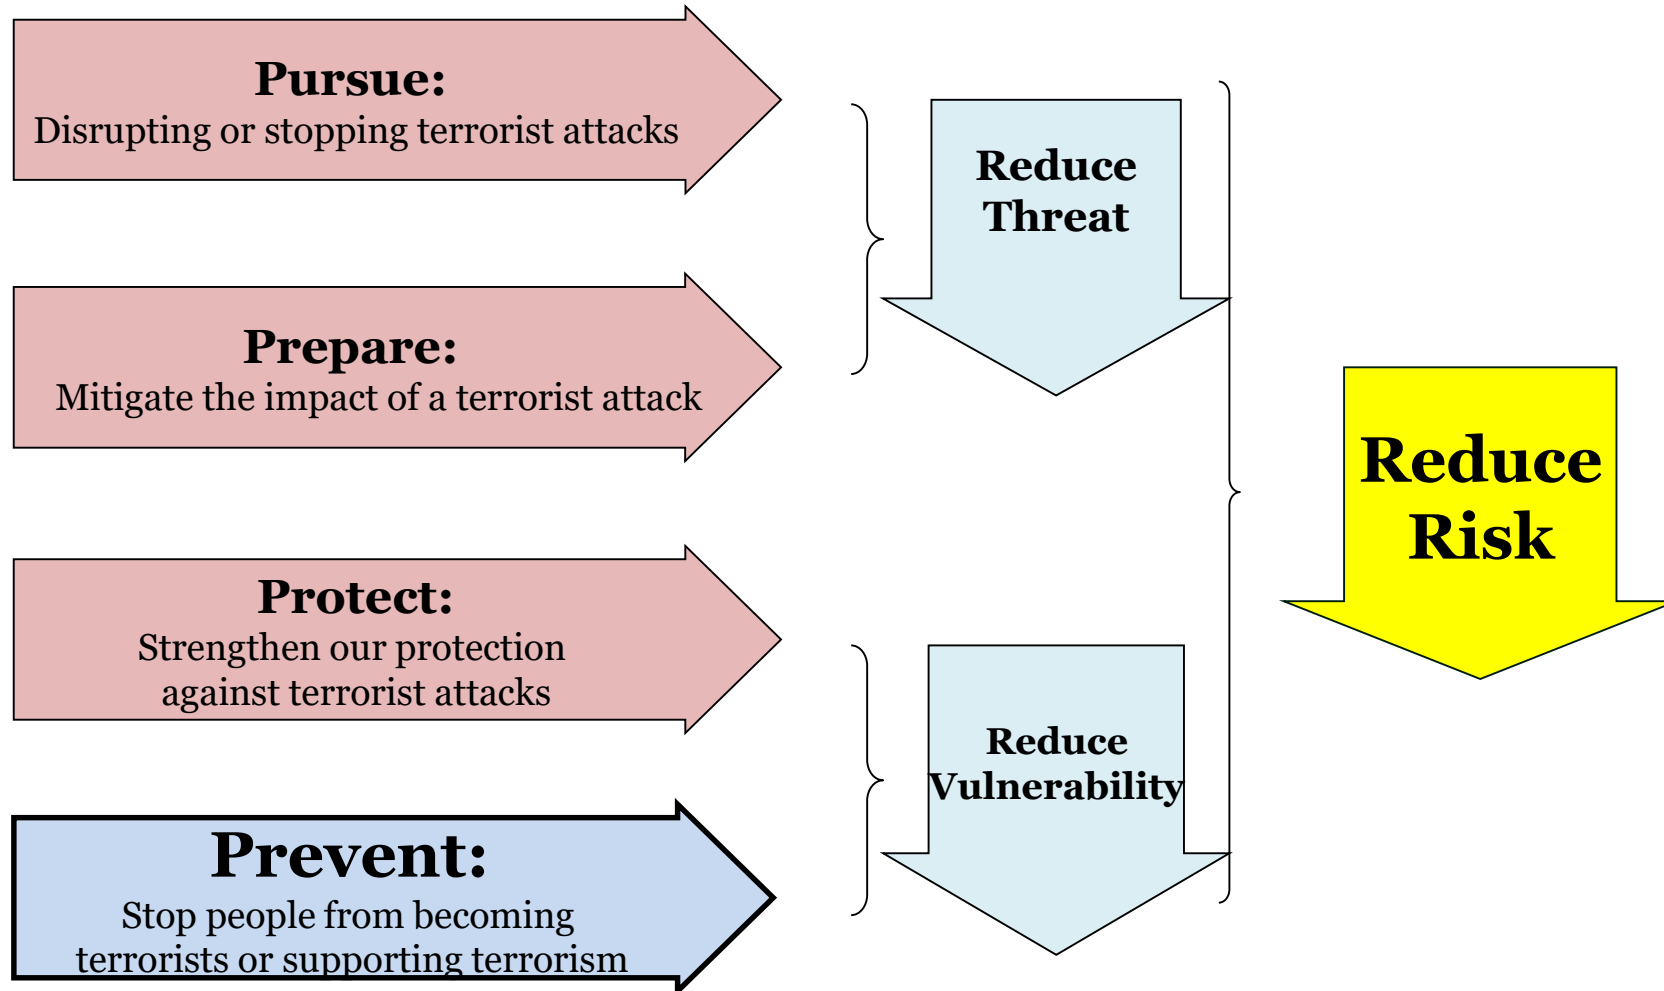 Pursue:
Disrupting or stopping terrorist attacks
Prepare:
Mitigate the impact of a terrorist attack
Protect:
Strengthen our protection
against terrorist attacks
Prevent:
Stop people from becoming
terrorists or supporting terrorism
Reduce
Threat
Reduce
Vulnerability
Reduce
Risk